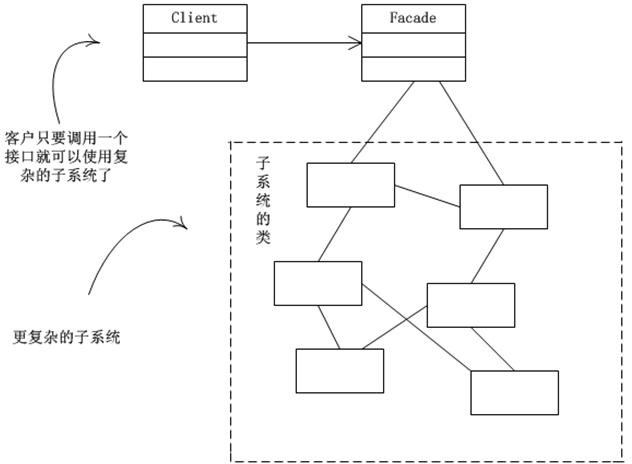 Client
Facade
客户只要调用一个
接口就可以使用复
杂的子系统了
子系统的类
更复杂的子系统